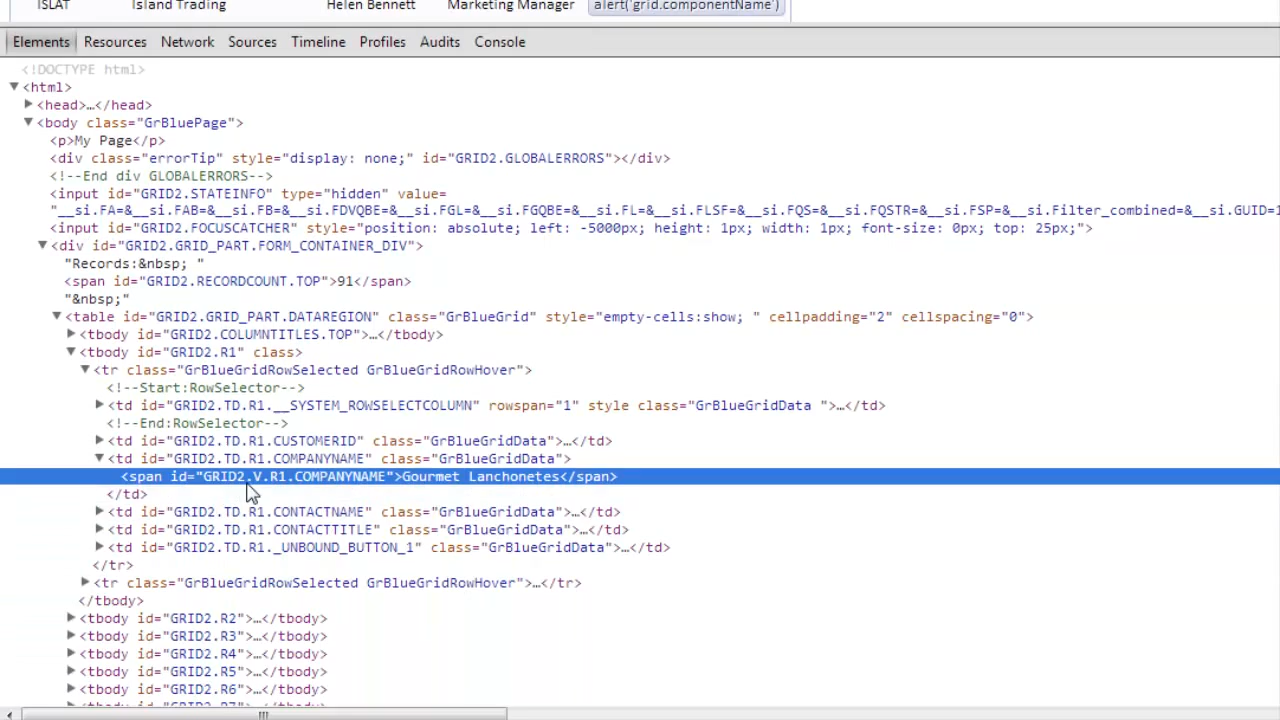 ISLAT Island Trading Helen Bennett Marketing Manager alert('grid.componentName')
Elements Resources Network Sources Timeline Profiles Audits Console
<!DOCTYPE html>
▼<html>
▶<head>…</head>
▼<body class="GrBluePage">
<p>My Page</p>
<div class="errorTip" style="display: none;" id="GRID2.GLOBALERRORS"></div>
<!--End div GLOBALERRORS-->
<input id="GRID2.STATEINFO" type="hidden" value=
"__si.FA=&__si.FAB=&__si.FB=&__si.FDVQBE=&__si.FGL=&__si.FGQBE=&__si.FL=&__si.FLSF=&__si.FQS=&__si.FQSTR=&__si.FSP=&__si.Filter_combined=&__si.GUID=1
<input id="GRID2.FOCUSCATCHER" style="position: absolute; left: -5000px; height: 1px; width: 1px; font-size: 0px; top: 25px;">
▼<div id="GRID2.GRID_PART.FORM_CONTAINER_DIV">
"Records:&nbsp; "
<span id="GRID2.RECORDCOUNT.TOP">91</span>
"&nbsp;"
▼<table id="GRID2.GRID_PART.DATAREGION" class="GrBlueGrid" style="empty-cells:show; " cellpadding="2" cellspacing="0">
▶<tbody id="GRID2.COLUMNTITLES.TOP">…</tbody>
▼<tbody id="GRID2.R1" class>
▼<tr class="GrBlueGridRowSelected GrBlueGridRowHover">
<!--Start:RowSelector-->
▶<td id="GRID2.TD.R1.__SYSTEM_ROWSELECTCOLUMN" rowspan="1" style class="GrBlueGridData ">…</td>
<!--End:RowSelector-->
▶<td id="GRID2.TD.R1.CUSTOMERID" class="GrBlueGridData">…</td>
▼<td id="GRID2.TD.R1.COMPANYNAME" class="GrBlueGridData">
<span id="GRID2.V.R1.COMPANYNAME">Gourmet Lanchonetes</span>
</td>
▶<td id="GRID2.TD.R1.CONTACTNAME" class="GrBlueGridData">…</td>
▶<td id="GRID2.TD.R1.CONTACTTITLE" class="GrBlueGridData">…</td>
▶<td id="GRID2.TD.R1._UNBOUND_BUTTON_1" class="GrBlueGridData">…</td>
</tr>
▶<tr class="GrBlueGridRowSelected GrBlueGridRowHover">…</tr>
</tbody>
▶<tbody id="GRID2.R2">…</tbody>
▶<tbody id="GRID2.R3">…</tbody>
▶<tbody id="GRID2.R4">…</tbody>
▶<tbody id="GRID2.R5">…</tbody>
▶<tbody id="GRID2.R6">…</tbody>
▶<tbody id="GRID2.R7">…</tbody>